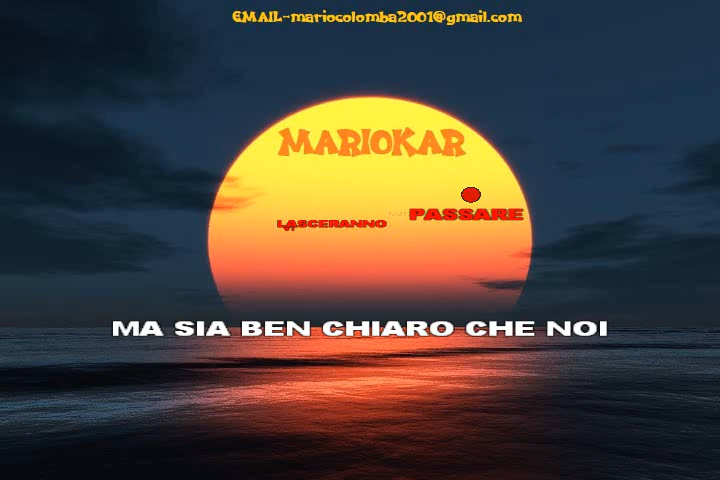 EMAIL-mariocolomba2001@gmail.com
MARIOKAR
LASCERANNO PASSARE
MA SIA BEN CHIARO CHE NOI